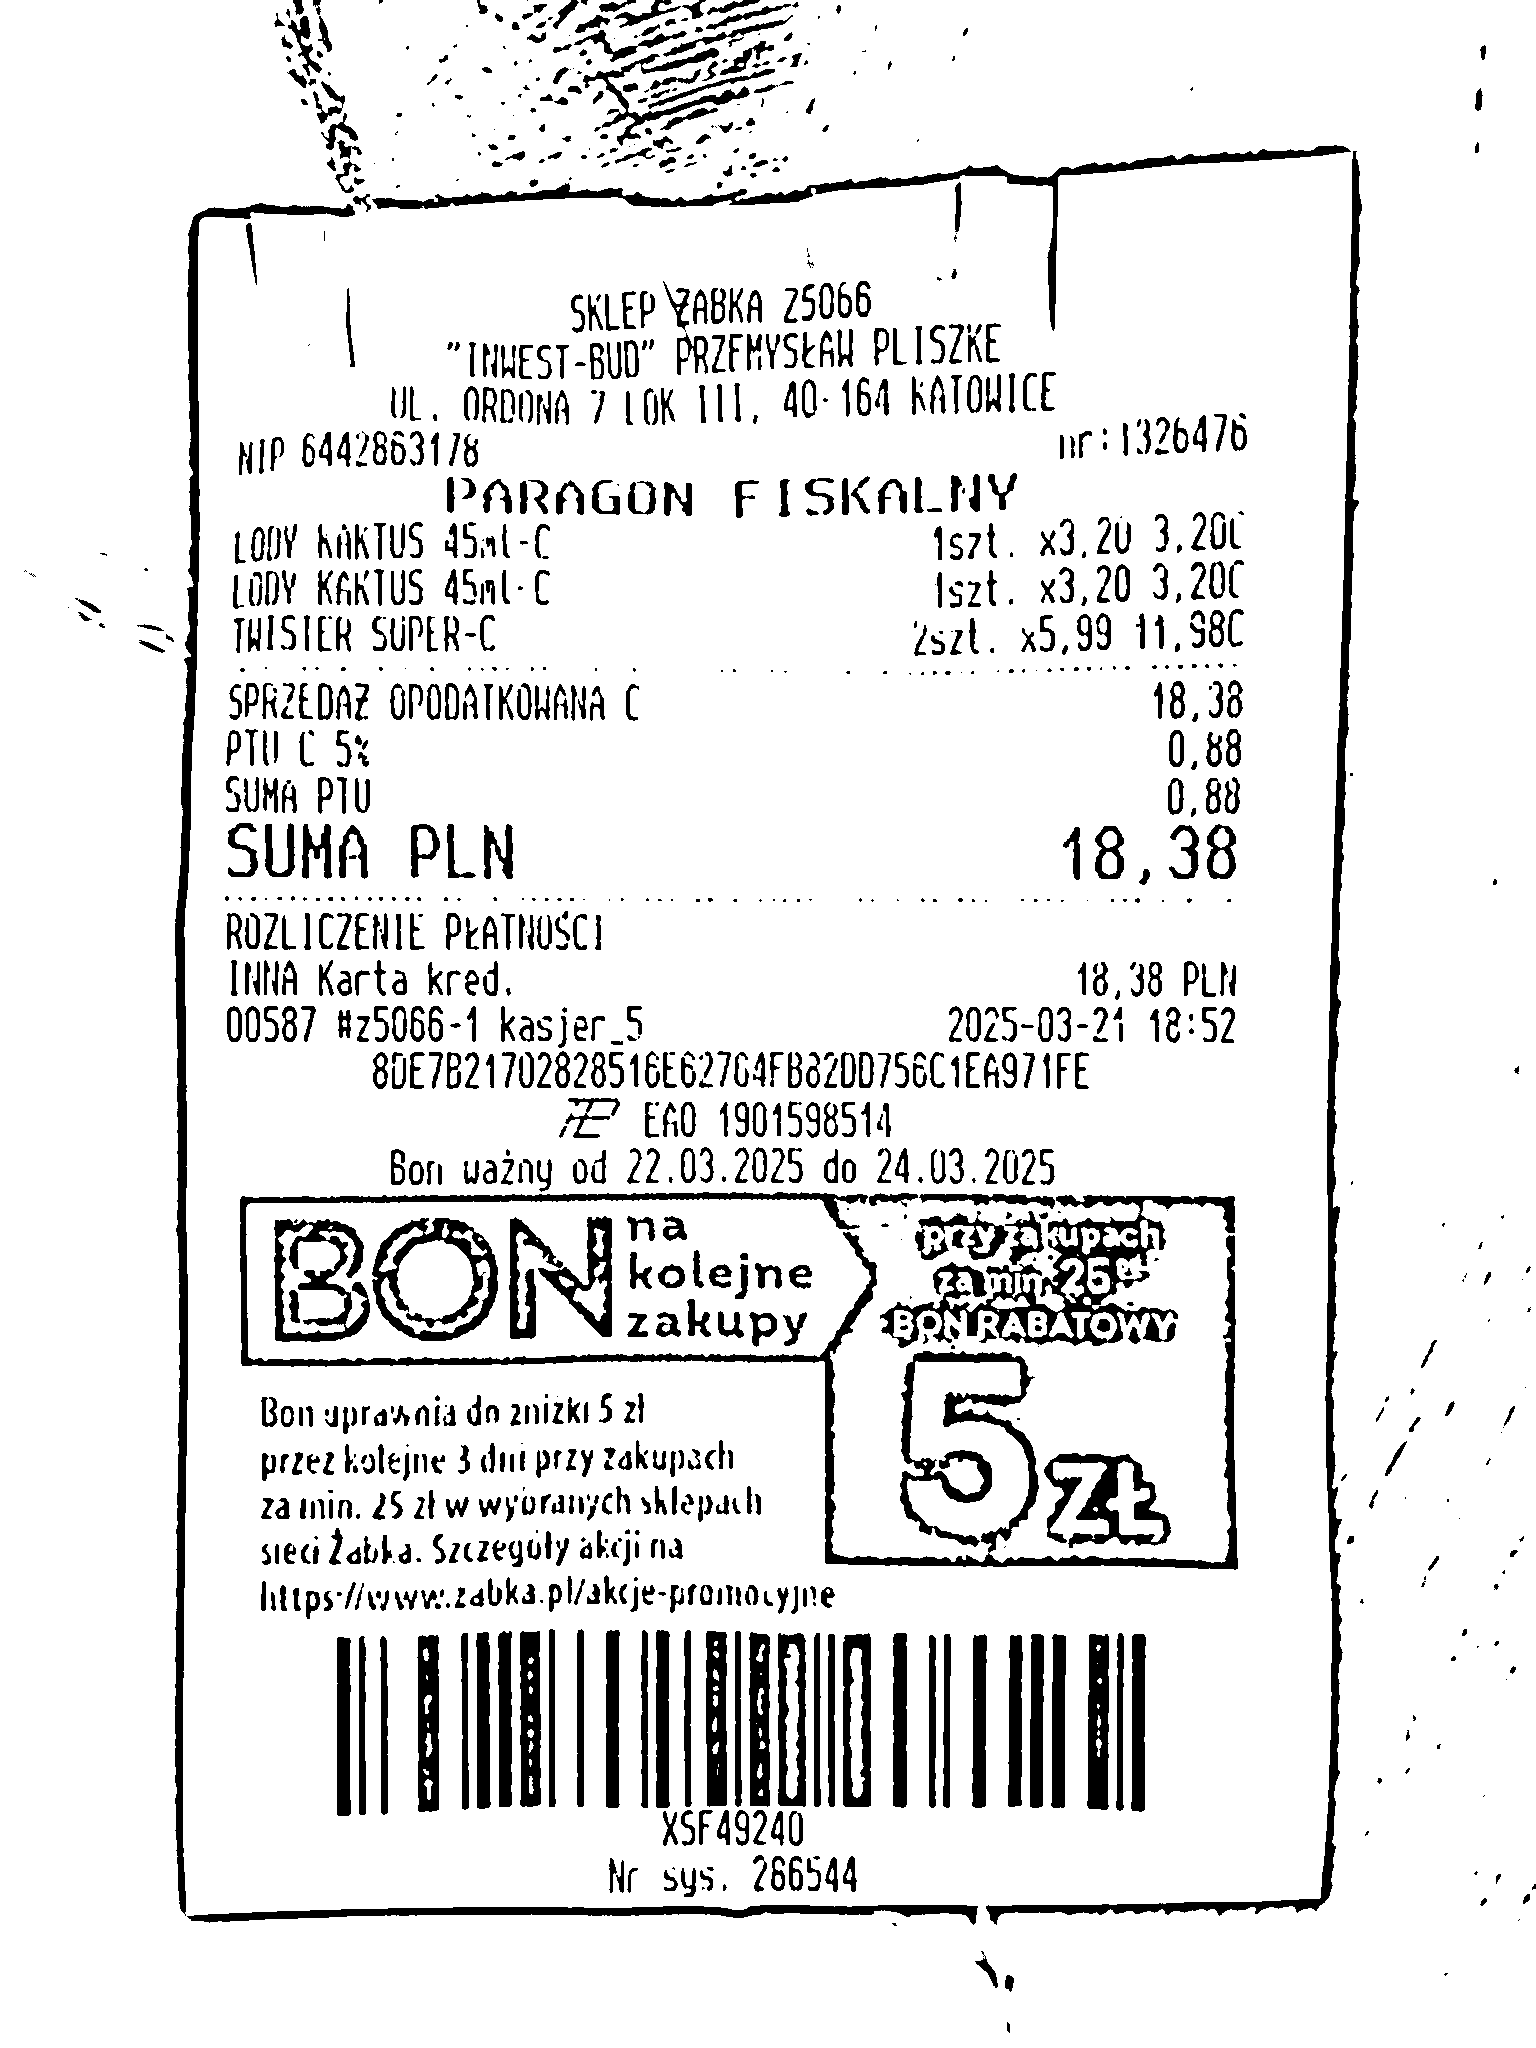 SKLEP ŻABKA Z5066
"INWEST-BUD" PRZEMYSŁAW PLISZKE
UL. ORDONA 7 LOK III, 40-164 KATOWICE
NIP 6442863178 nr:1326476
PARAGON FISKALNY
LODY KAKTUS 45ml-C 1szt. x3,20 3,20C
LODY KAKTUS 45ml-C 1szt. x3,20 3,20C
TWISTER SUPER-C 2szt. x5,99 11,98C
SPRZEDAŻ OPODATKOWANA C 18,38
PTU C 5% 0,88
SUMA PTU 0,88
SUMA PLN 18,38
ROZLICZENIE PŁATNOŚCI
INNA Karta kred. 18,38 PLN
00587 #z5066-1 kasjer_5 2025-03-21 18:52
EAO 1901598514
Bon ważny od 22.03.2025 do 24.03.2025
BON na kolejne zakupy
przy zakupach
za min. 25 zł
BON RABATOWY
5 ZŁ
Bon uprawnia do zniżki 5 zł
przez kolejne 3 dni przy zakupach
za min. 25 zł w wybranych sklepach
sieci Żabka. Szczegóły akcji na
https://www.zabka.pl/akcje-promocyjne
XSF49240
Nr sys. 286544